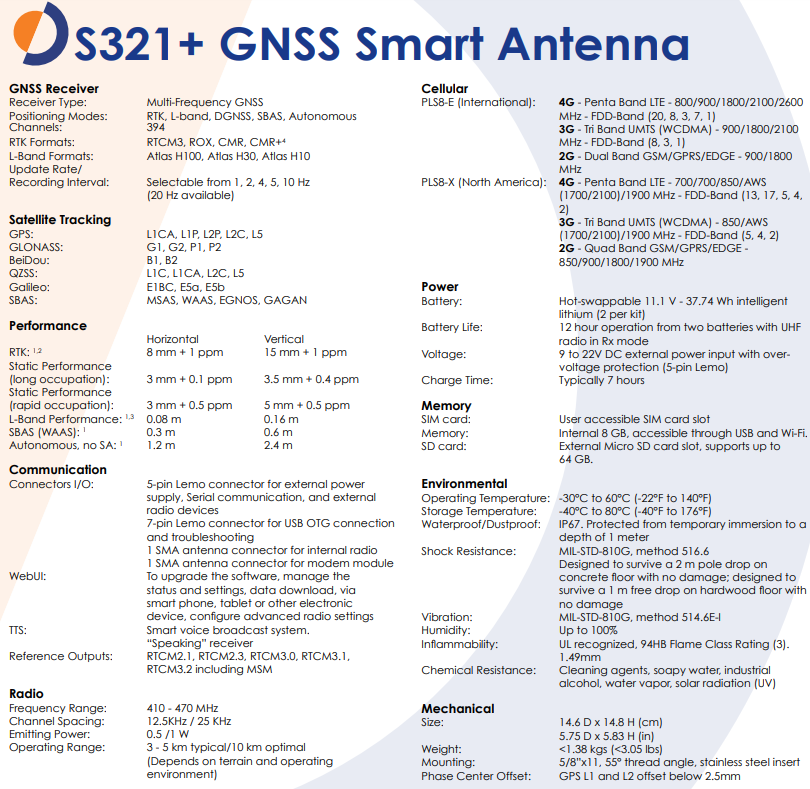 S321+ GNSS Smart Antenna
GNSS Receiver
Receiver Type: Multi-Frequency GNSS
Positioning Modes: RTK, L-band, DGNSS, SBAS, Autonomous
Channels: 394
RTK Formats: RTCM3, ROX, CMR, CMR+⁴
L-Band Formats: Atlas H100, Atlas H30, Atlas H10
Update Rate/
Recording Interval: Selectable from 1, 2, 4, 5, 10 Hz
(20 Hz available)
Satellite Tracking
GPS: L1CA, L1P, L2P, L2C, L5
GLONASS: G1, G2, P1, P2
BeiDou: B1, B2
QZSS: L1C, L1CA, L2C, L5
Galileo: E1BC, E5a, E5b
SBAS: MSAS, WAAS, EGNOS, GAGAN
Performance
Horizontal Vertical
RTK: ¹,² 8 mm + 1 ppm 15 mm + 1 ppm
Static Performance
(long occupation): 3 mm + 0.1 ppm 3.5 mm + 0.4 ppm
Static Performance
(rapid occupation): 3 mm + 0.5 ppm 5 mm + 0.5 ppm
L-Band Performance: ¹,³ 0.08 m 0.16 m
SBAS (WAAS): ¹ 0.3 m 0.6 m
Autonomous, no SA: ¹ 1.2 m 2.4 m
Communication
Connectors I/O: 5-pin Lemo connector for external power
supply, Serial communication, and external
radio devices
7-pin Lemo connector for USB OTG connection
and troubleshooting
1 SMA antenna connector for internal radio
1 SMA antenna connector for modem module
WebUI: To upgrade the software, manage the
status and settings, data download, via
smart phone, tablet or other electronic
device, configure advanced radio settings
TTS: Smart voice broadcast system.
"Speaking" receiver
Reference Outputs: RTCM2.1, RTCM2.3, RTCM3.0, RTCM3.1,
RTCM3.2 including MSM
Radio
Frequency Range: 410 - 470 MHz
Channel Spacing: 12.5KHz / 25 KHz
Emitting Power: 0.5 /1 W
Operating Range: 3 - 5 km typical/10 km optimal
(Depends on terrain and operating
environment)
Cellular
PLS8-E (International): 4G - Penta Band LTE - 800/900/1800/2100/2600
MHz - FDD-Band (20, 8, 3, 7, 1)
3G - Tri Band UMTS (WCDMA) - 900/1800/2100
MHz - FDD-Band (8, 3, 1)
2G - Dual Band GSM/GPRS/EDGE - 900/1800
MHz
PLS8-X (North America): 4G - Penta Band LTE - 700/700/850/AWS
(1700/2100)/1900 MHz - FDD-Band (13, 17, 5, 4,
2)
3G - Tri Band UMTS (WCDMA) - 850/AWS
(1700/2100)/1900 MHz - FDD-Band (5, 4, 2)
2G - Quad Band GSM/GPRS/EDGE -
850/900/1800/1900 MHz
Power
Battery: Hot-swappable 11.1 V - 37.74 Wh intelligent
lithium (2 per kit)
Battery Life: 12 hour operation from two batteries with UHF
radio in Rx mode
Voltage: 9 to 22V DC external power input with over-
voltage protection (5-pin Lemo)
Charge Time: Typically 7 hours
Memory
SIM card: User accessible SIM card slot
Memory: Internal 8 GB, accessible through USB and Wi-Fi.
SD card: External Micro SD card slot, supports up to
64 GB.
Environmental
Operating Temperature: -30°C to 60°C (-22°F to 140°F)
Storage Temperature: -40°C to 80°C (-40°F to 176°F)
Waterproof/Dustproof: IP67. Protected from temporary immersion to a
depth of 1 meter
Shock Resistance: MIL-STD-810G, method 516.6
Designed to survive a 2 m pole drop on
concrete floor with no damage; designed to
survive a 1 m free drop on hardwood floor with
no damage
Vibration: MIL-STD-810G, method 514.6E-I
Humidity: Up to 100%
Inflammability: UL recognized, 94HB Flame Class Rating (3).
1.49mm
Chemical Resistance: Cleaning agents, soapy water, industrial
alcohol, water vapor, solar radiation (UV)
Mechanical
Size: 14.6 D x 14.8 H (cm)
5.75 D x 5.83 H (in)
Weight: <1.38 kgs (<3.05 lbs)
Mounting: 5/8"x11, 55° thread angle, stainless steel insert
Phase Center Offset: GPS L1 and L2 offset below 2.5mm